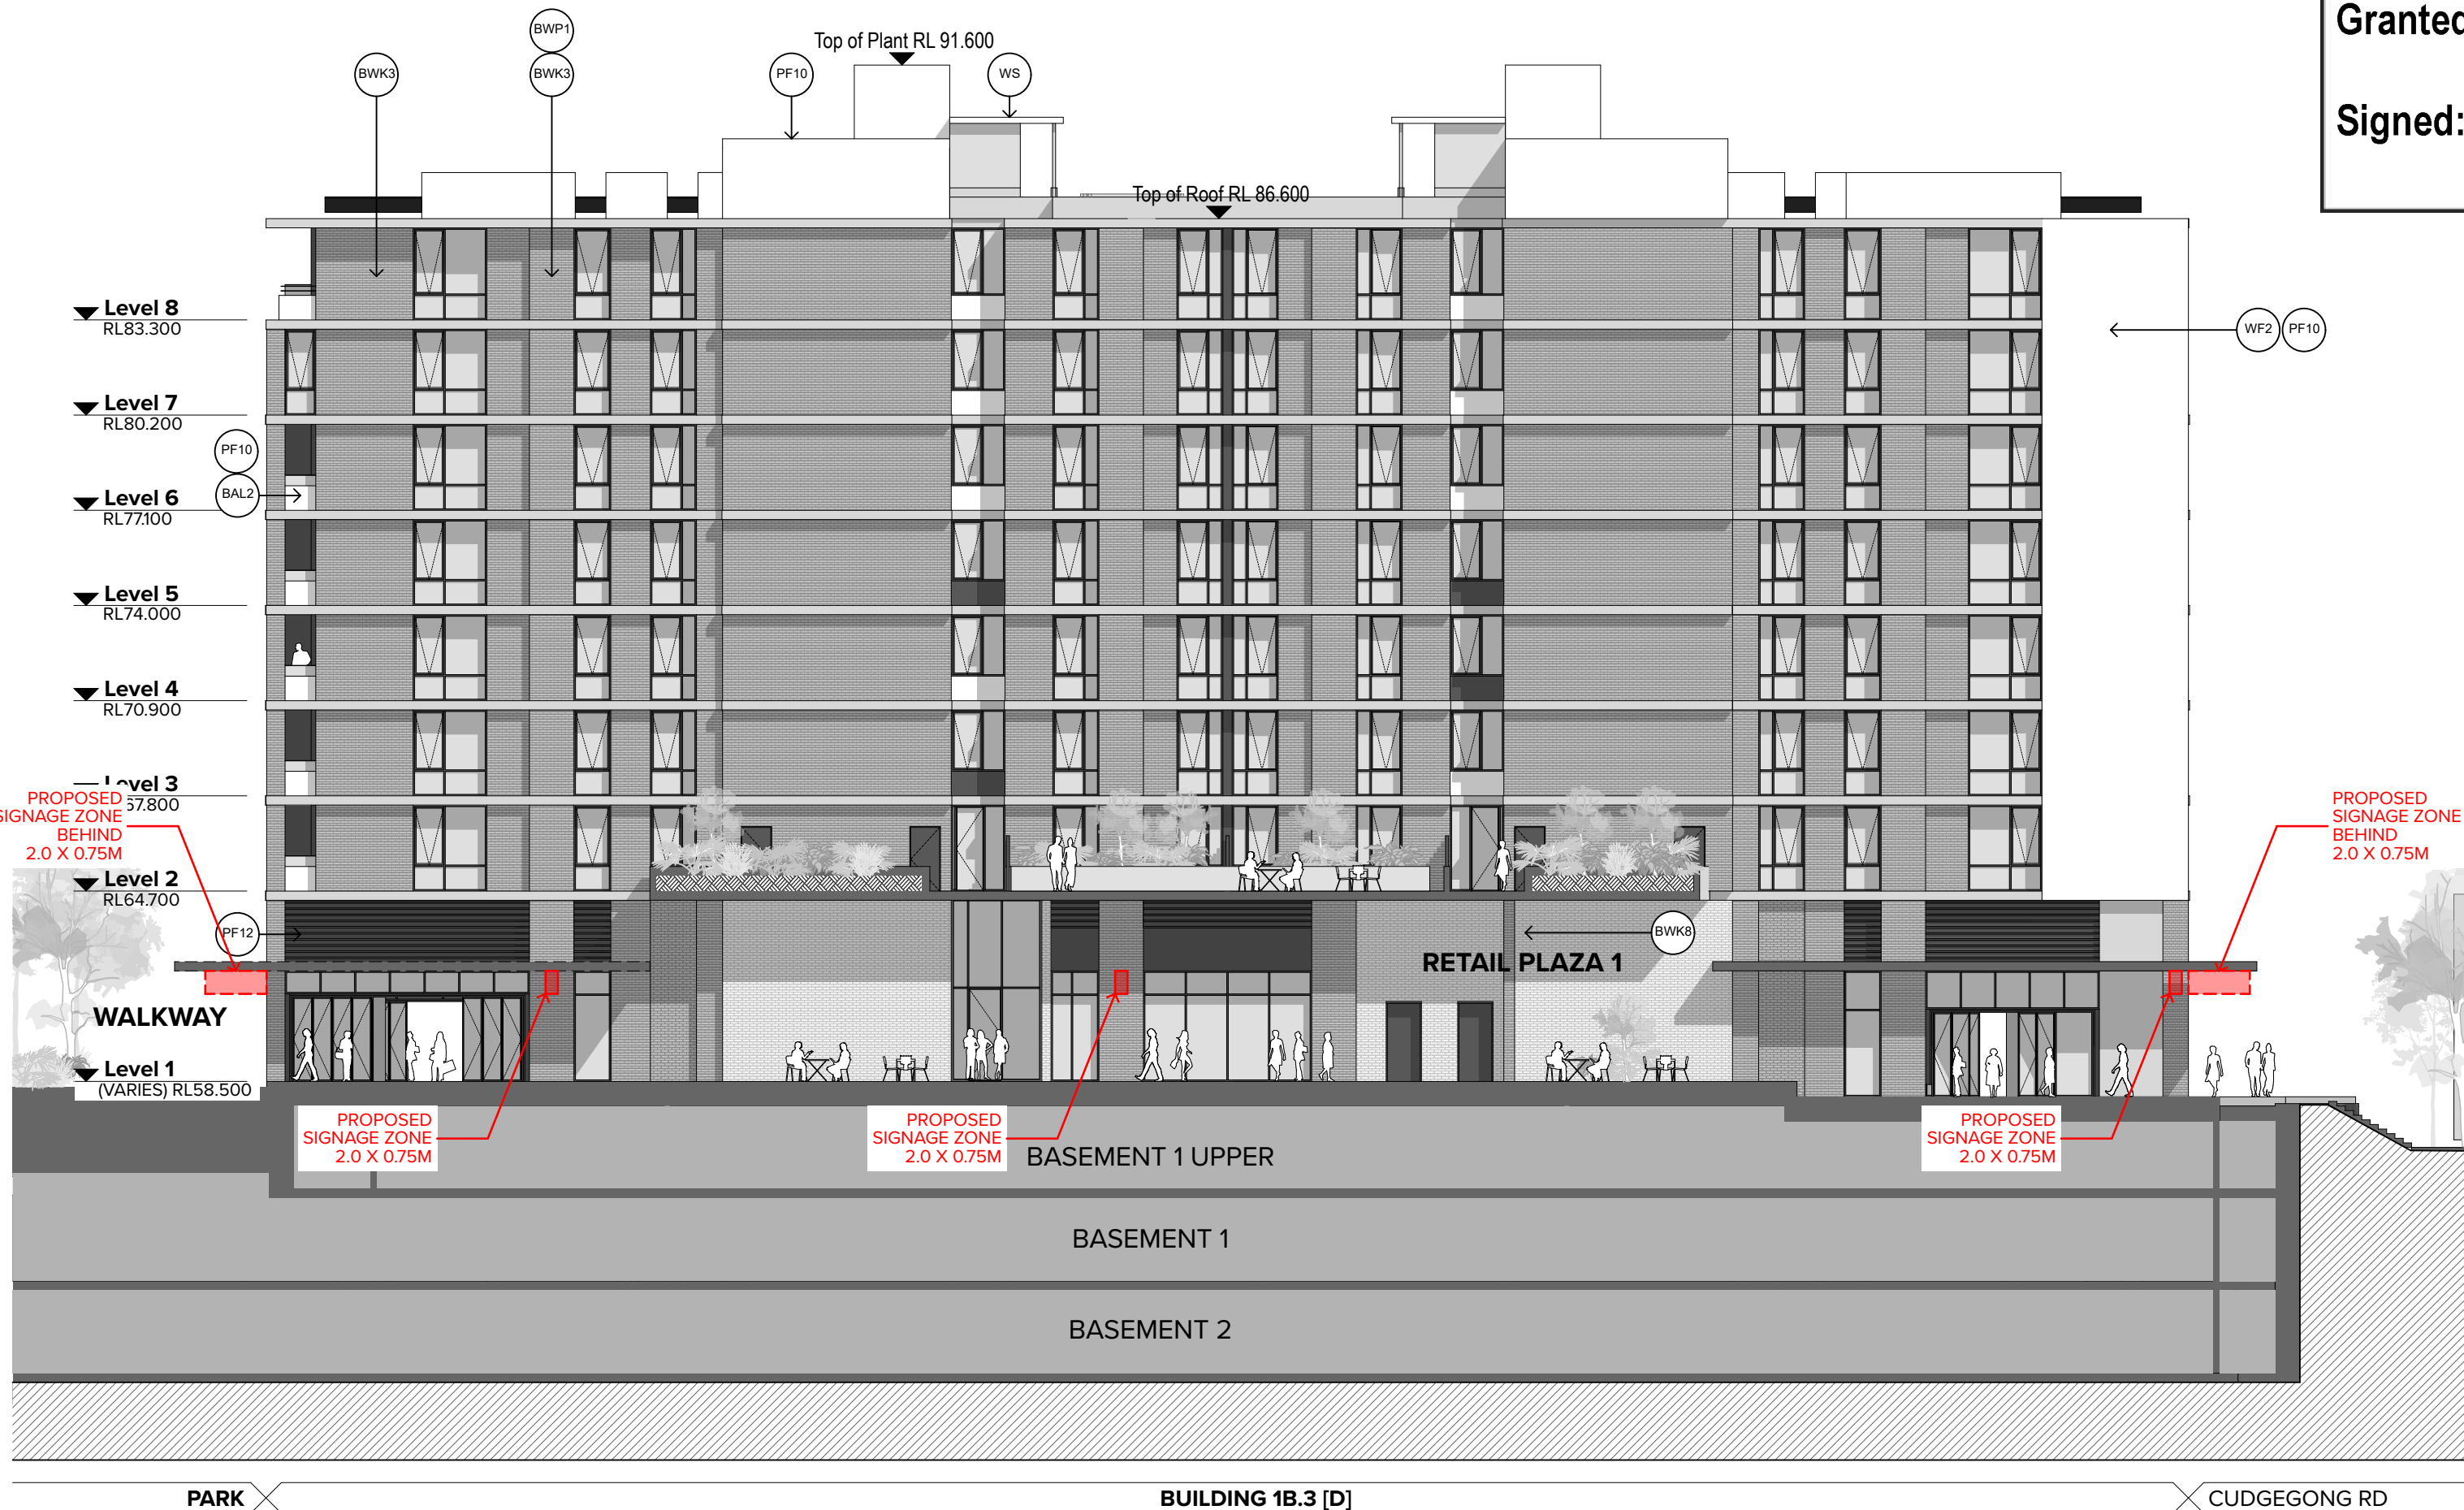 Granted
Signed:
BWP1
BWK3
BWK3
PF10
Top of Plant RL 91.600
WS
Top of Roof RL 86.600
Level 8
RL83.300
WF2
PF10
Level 7
RL80.200
PF10
BAL2
Level 6
RL77.100
Level 5
RL74.000
Level 4
RL70.900
Level 3
67.800
PROPOSED
SIGNAGE ZONE
BEHIND
2.0 X 0.75M
PROPOSED
SIGNAGE ZONE
BEHIND
2.0 X 0.75M
Level 2
RL64.700
PF12
BWK8
RETAIL PLAZA 1
WALKWAY
Level 1
(VARIES) RL58.500
PROPOSED
SIGNAGE ZONE
2.0 X 0.75M
PROPOSED
SIGNAGE ZONE
2.0 X 0.75M
PROPOSED
SIGNAGE ZONE
2.0 X 0.75M
BASEMENT 1 UPPER
BASEMENT 1
BASEMENT 2
PARK
BUILDING 1B.3 [D]
CUDGEGONG RD